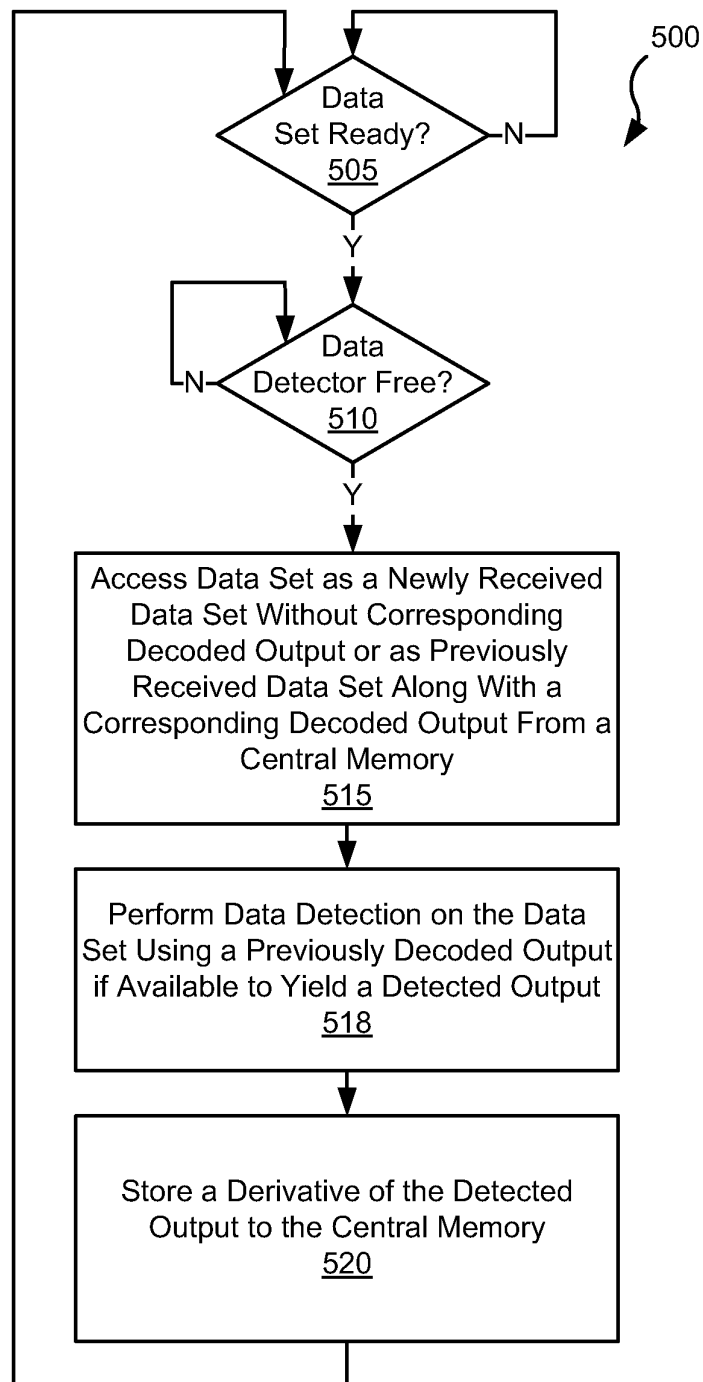 500
Data
Set Ready?
505
N
Y
Data
Detector Free?
510
N
Y
Access Data Set as a Newly Received
Data Set Without Corresponding
Decoded Output or as Previously
Received Data Set Along With a
Corresponding Decoded Output From a
Central Memory
515
Perform Data Detection on the Data
Set Using a Previously Decoded Output
if Available to Yield a Detected Output
518
Store a Derivative of the Detected
Output to the Central Memory
520